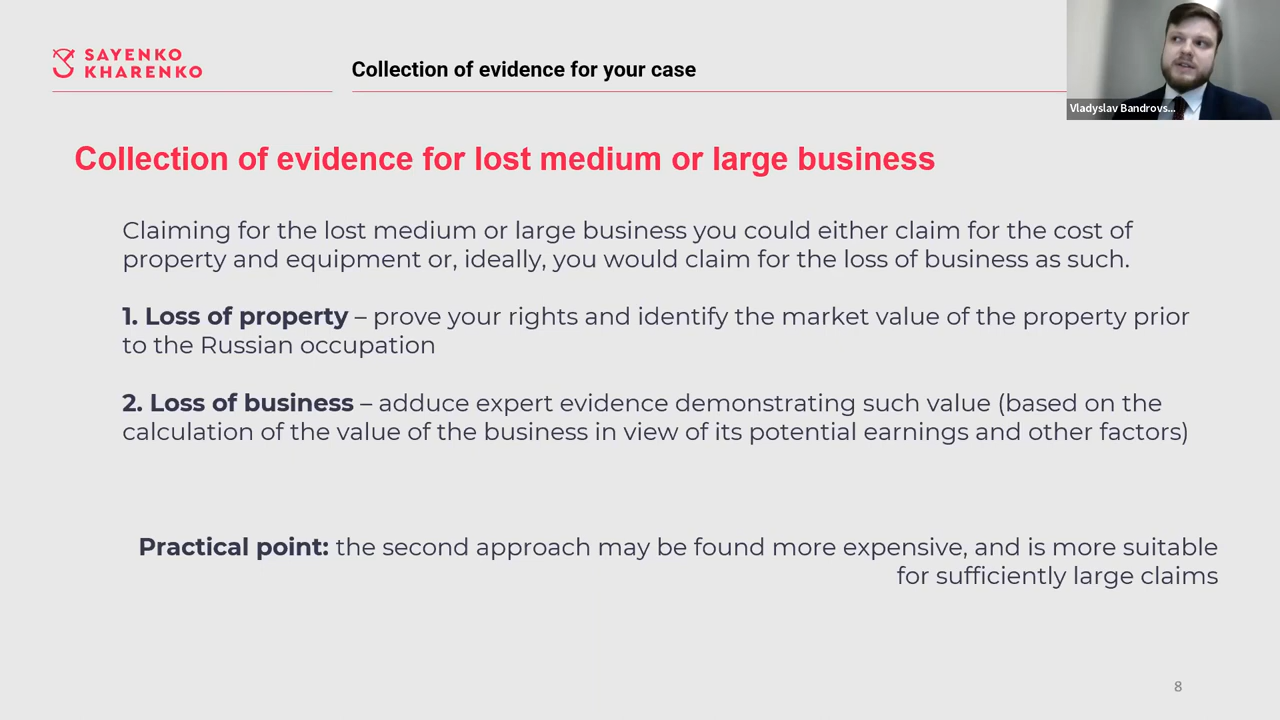 SAYENKO
KHARENKO
Collection of evidence for your case
Vladyslav Bandrovs...
Collection of evidence for lost medium or large business
Claiming for the lost medium or large business you could either claim for the cost of
property and equipment or, ideally, you would claim for the loss of business as such.
1. Loss of property – prove your rights and identify the market value of the property prior
to the Russian occupation
2. Loss of business – adduce expert evidence demonstrating such value (based on the
calculation of the value of the business in view of its potential earnings and other factors)
Practical point: the second approach may be found more expensive, and is more suitable
for sufficiently large claims
8